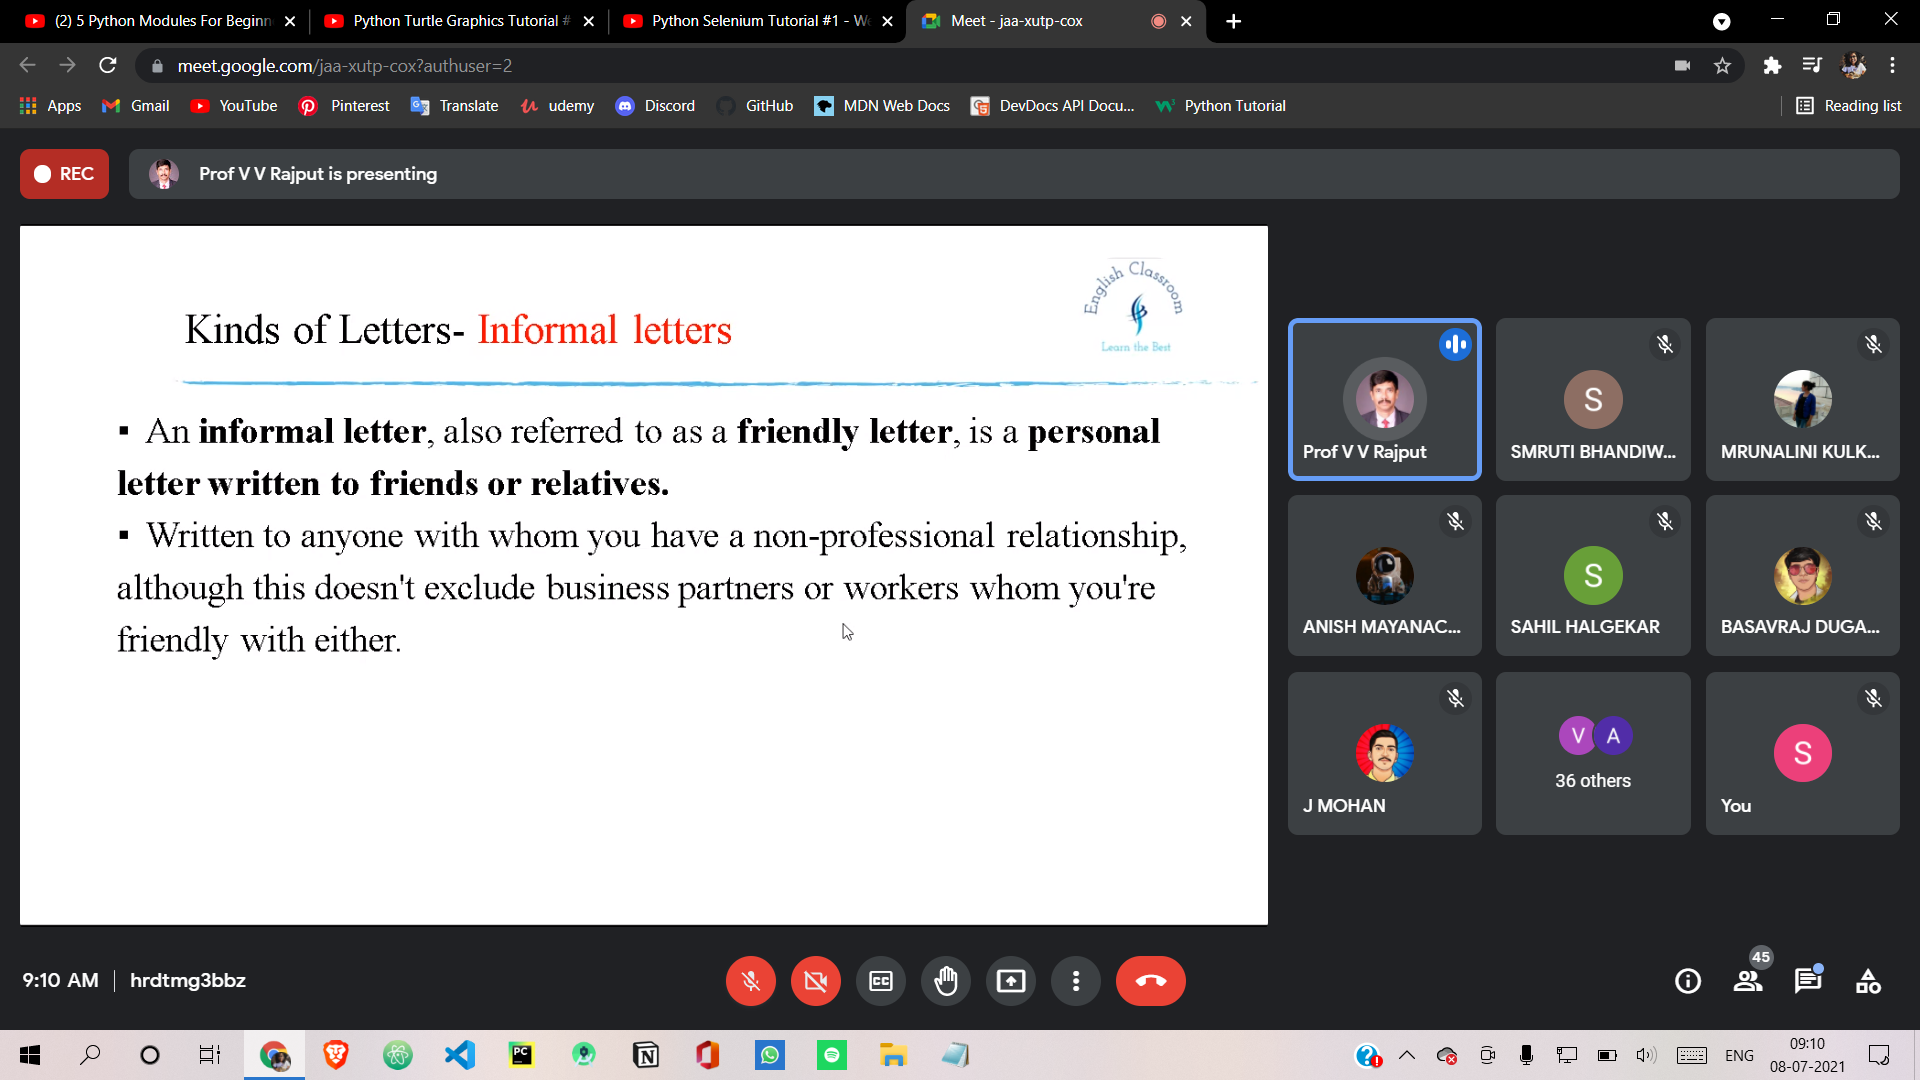 (2) 5 Python Modules For Beginn
Python Turtle Graphics Tutorial #
Python Selenium Tutorial #1 - We
Meet - jaa-xutp-cox
meet.google.com/jaa-xutp-cox?authuser=2
Apps
Gmail
YouTube
Pinterest
Translate
udemy
Discord
GitHub
MDN Web Docs
DevDocs API Docu...
Python Tutorial
Reading list
REC
Prof V V Rajput is presenting
English Classroom
Learn the Best
Kinds of Letters- Informal letters
▪ An informal letter, also referred to as a friendly letter, is a personal
letter written to friends or relatives.
▪ Written to anyone with whom you have a non-professional relationship,
although this doesn't exclude business partners or workers whom you're
friendly with either.
Prof V V Rajput
S
SMRUTI BHANDIW...
MRUNALINI KULK...
ANISH MAYANAC...
S
SAHIL HALGEKAR
BASAVRAJ DUGA...
J MOHAN
V A
36 others
S
You
9:10 AM | hrdtmg3bbz
CC
45
PC
ENG
09:10
08-07-2021